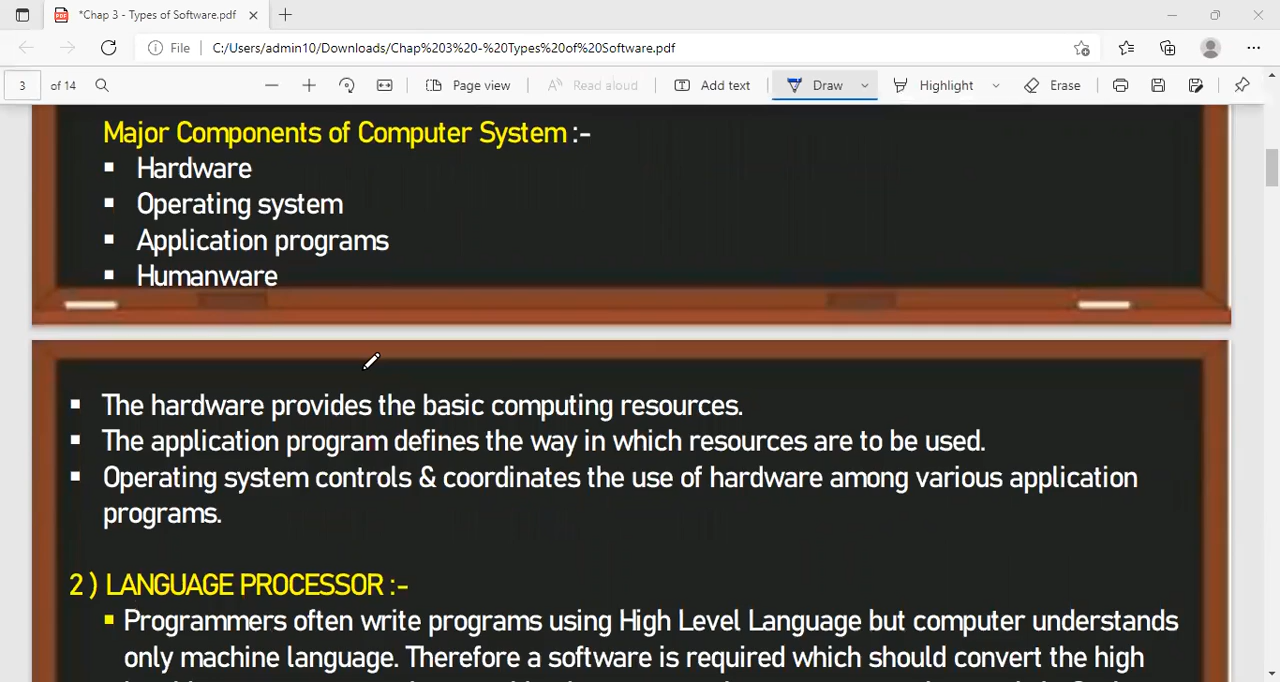 *Chap 3 - Types of Software.pdf
File
C:/Users/admin10/Downloads/Chap%203%20-%20Types%20of%20Software.pdf
3 of 14
Page view
Read aloud
Add text
Draw
Highlight
Erase
Major Components of Computer System :-
▪ Hardware
▪ Operating system
▪ Application programs
▪ Humanware
▪ The hardware provides the basic computing resources.
▪ The application program defines the way in which resources are to be used.
▪ Operating system controls & coordinates the use of hardware among various application
programs.
2 ) LANGUAGE PROCESSOR :-
▪ Programmers often write programs using High Level Language but computer understands
only machine language. Therefore a software is required which should convert the high